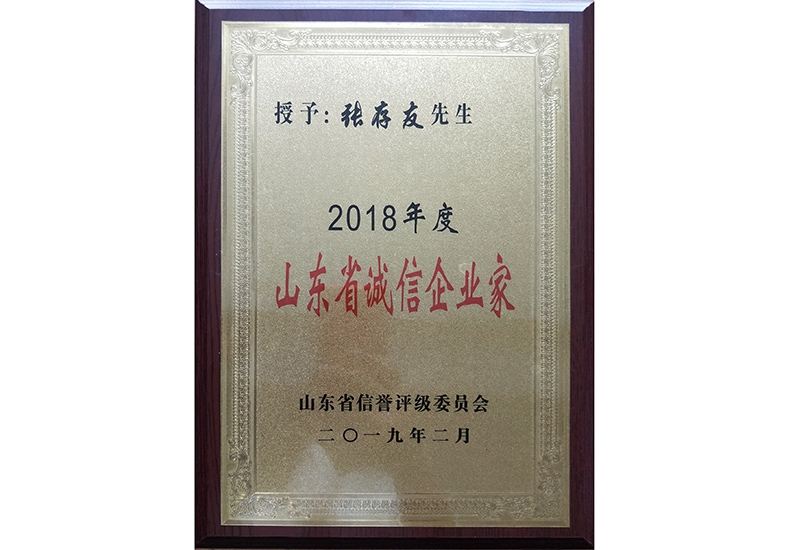 授予：张存友先生
2018年度
山东省诚信企业家
山东省信誉评级委员会
二〇一九年二月